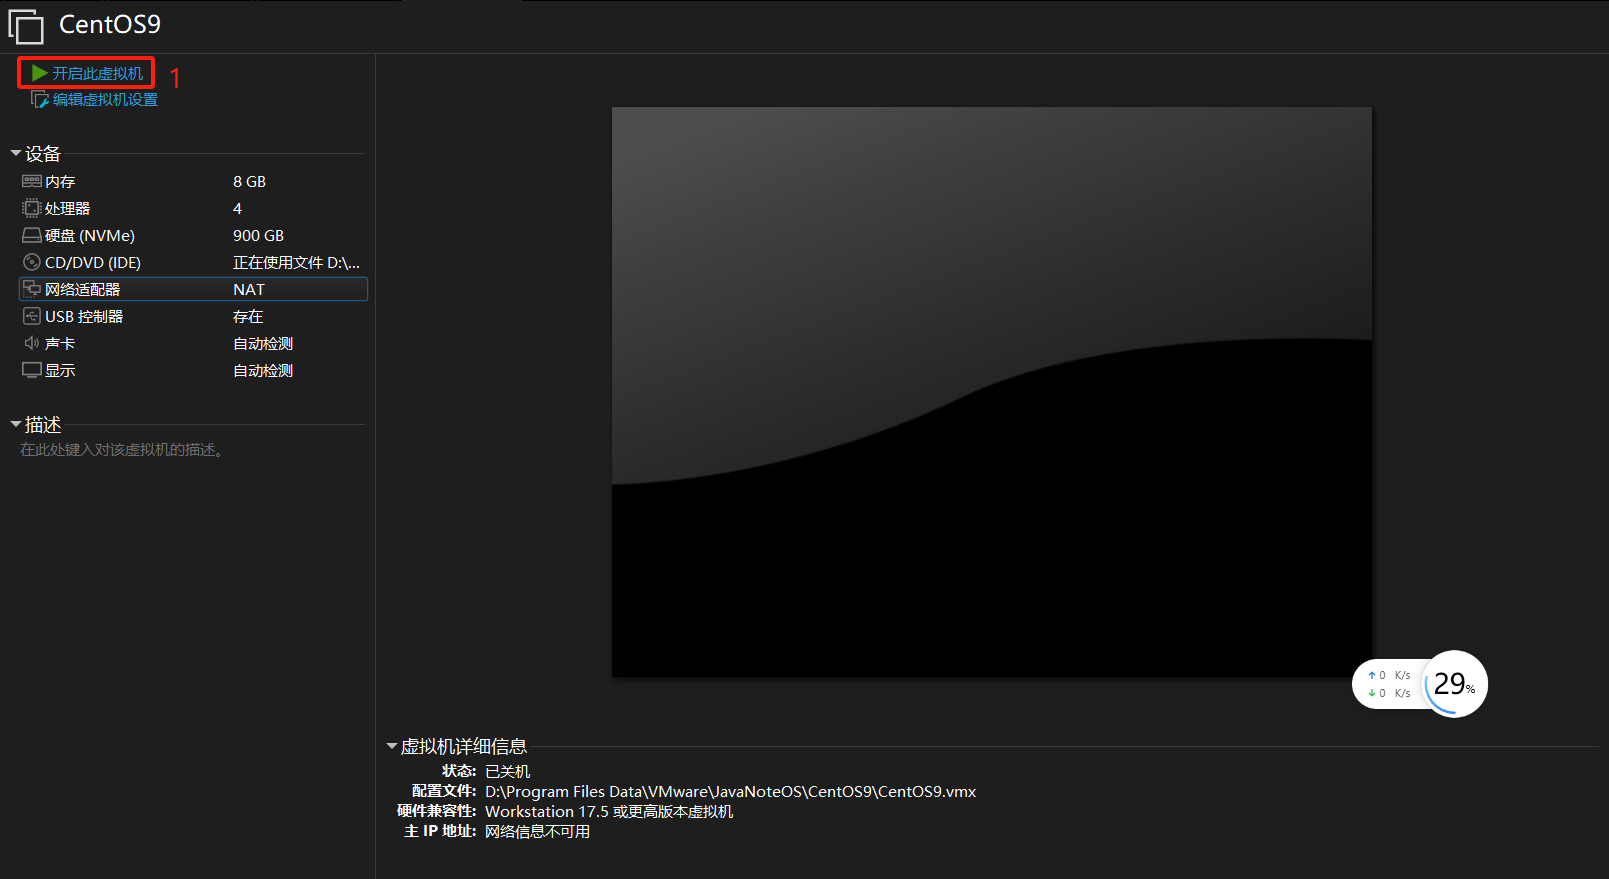 CentOS9
开启此虚拟机 1
编辑虚拟机设置
设备
内存 8 GB
处理器 4
硬盘 (NVMe) 900 GB
CD/DVD (IDE) 正在使用文件 D:\...
网络适配器 NAT
USB 控制器 存在
声卡 自动检测
显示 自动检测
描述
在此处键入对该虚拟机的描述。
↑ 0 K/s
↓ 0 K/s
29%
虚拟机详细信息
状态: 已关机
配置文件: D:\Program Files Data\VMware\JavaNoteOS\CentOS9\CentOS9.vmx
硬件兼容性: Workstation 17.5 或更高版本虚拟机
主 IP 地址: 网络信息不可用